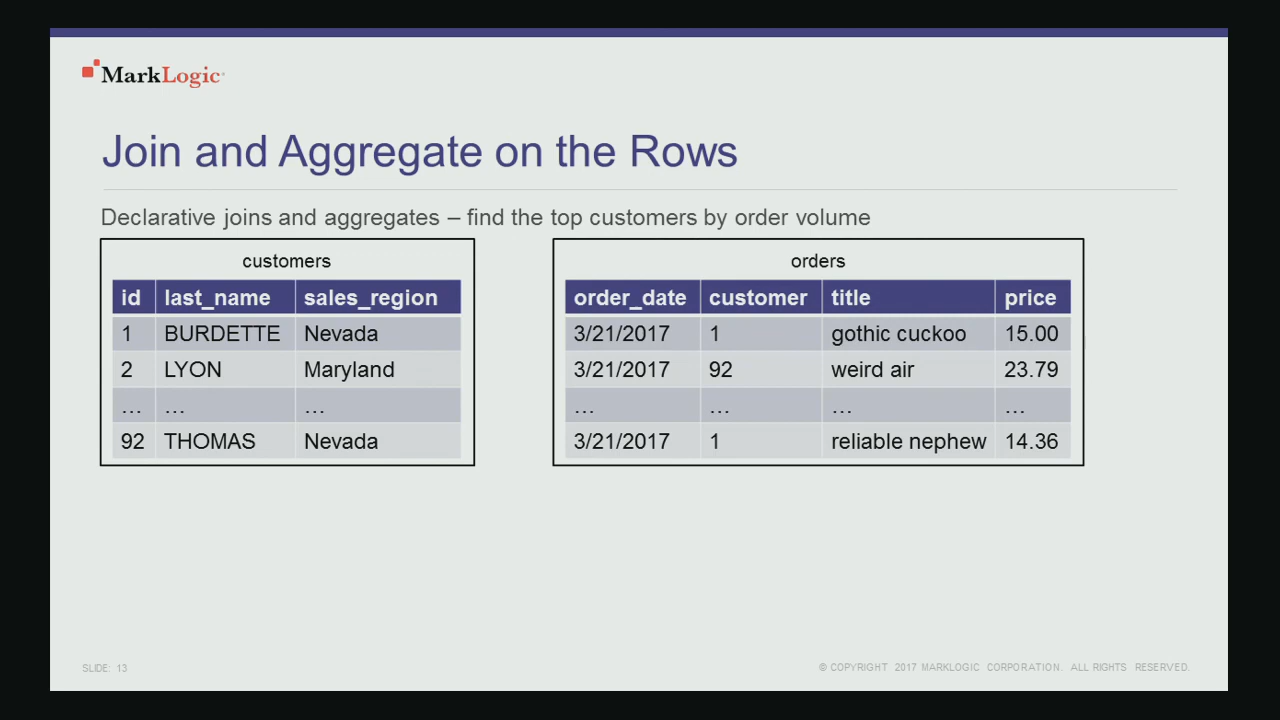 MarkLogic
Join and Aggregate on the Rows
Declarative joins and aggregates – find the top customers by order volume
customers
id last_name sales_region
1 BURDETTE Nevada
2 LYON Maryland
… … …
92 THOMAS Nevada
orders
order_date customer title price
3/21/2017 1 gothic cuckoo 15.00
3/21/2017 92 weird air 23.79
… … … …
3/21/2017 1 reliable nephew 14.36
SLIDE: 13
© COPYRIGHT 2017 MARKLOGIC CORPORATION. ALL RIGHTS RESERVED.